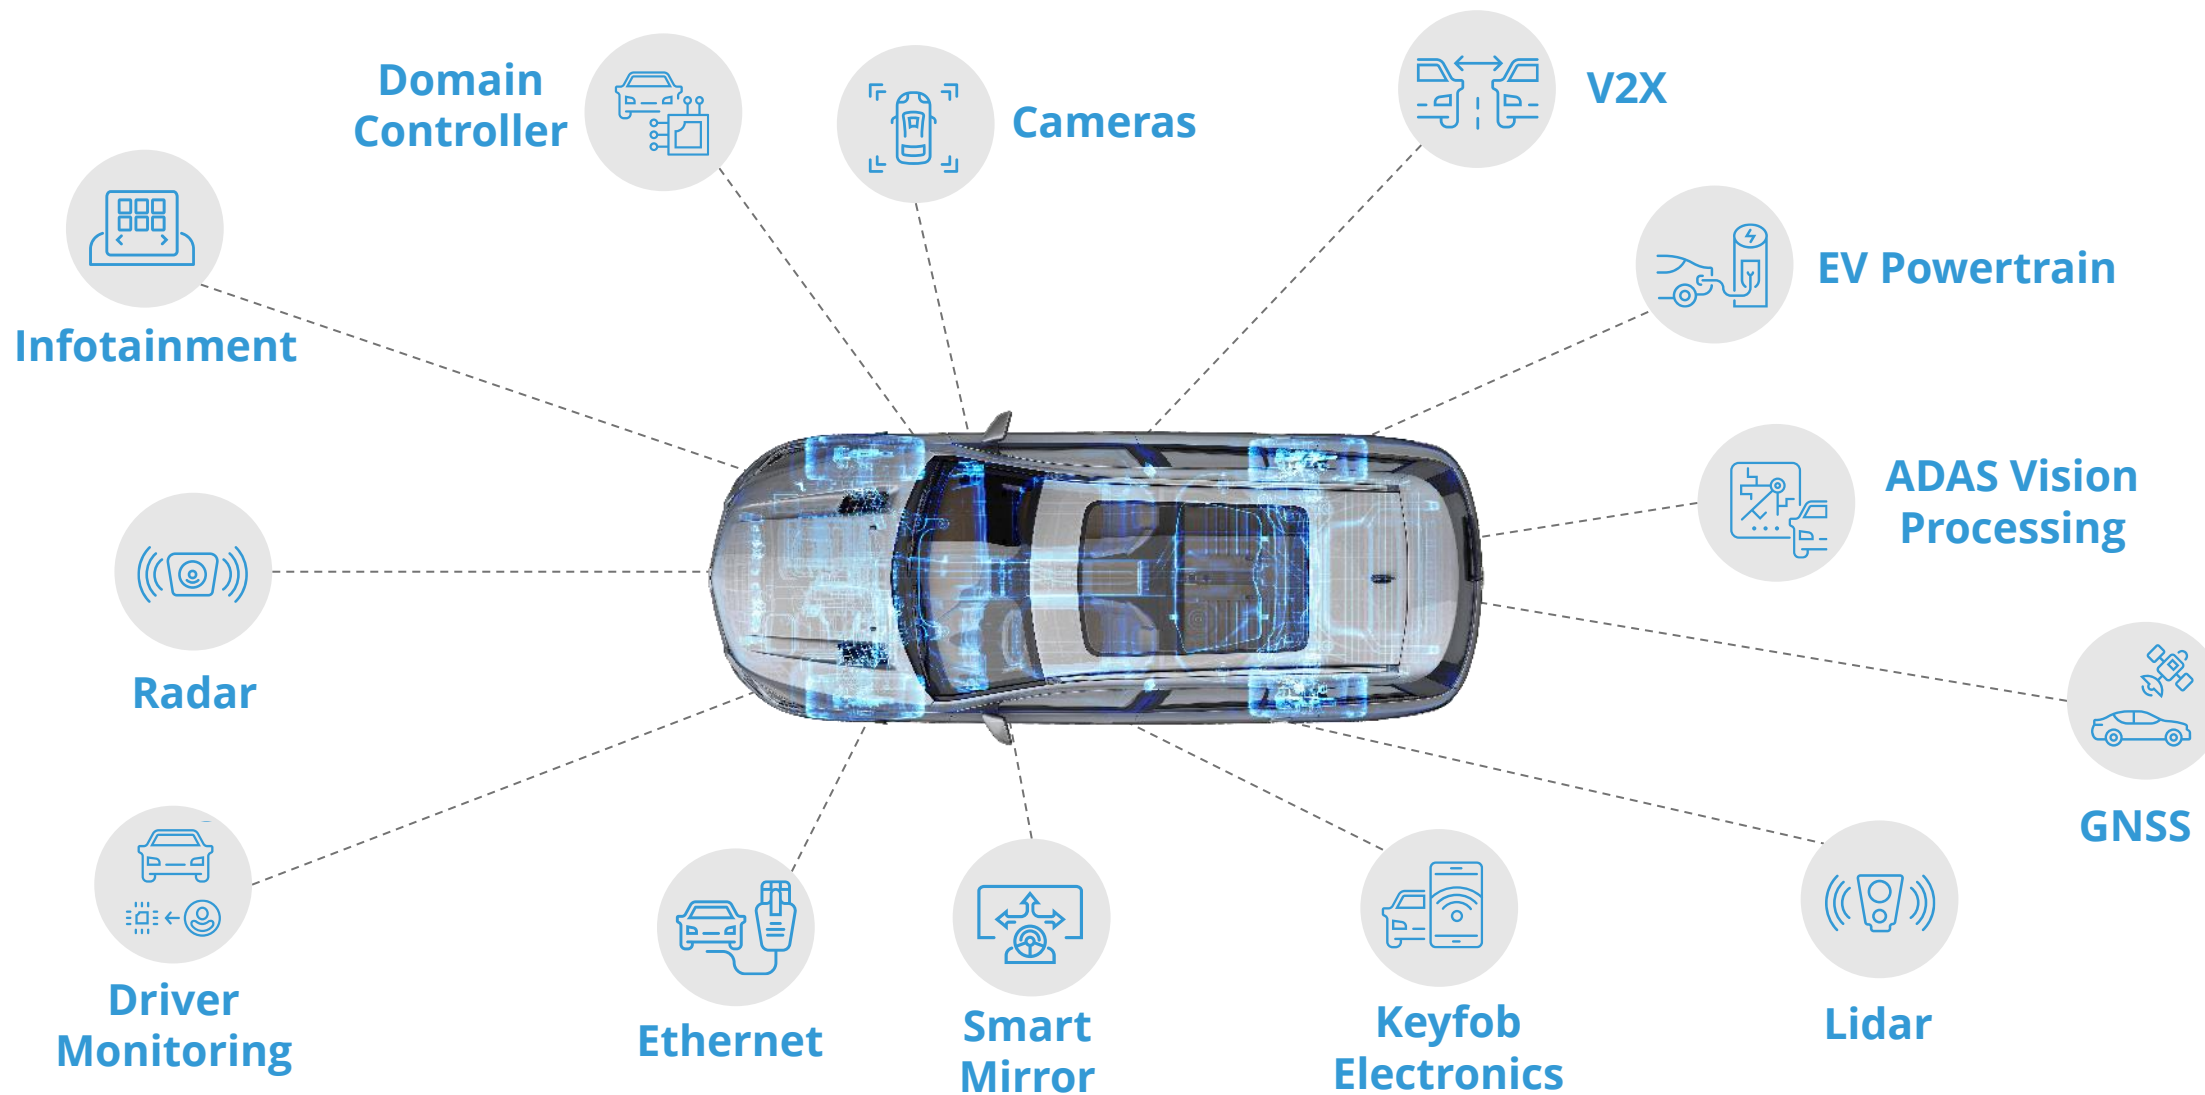 Domain
Controller
Cameras
V2X
Infotainment
EV Powertrain
ADAS Vision
Processing
Radar
GNSS
Driver
Monitoring
Ethernet
Smart
Mirror
Keyfob
Electronics
Lidar